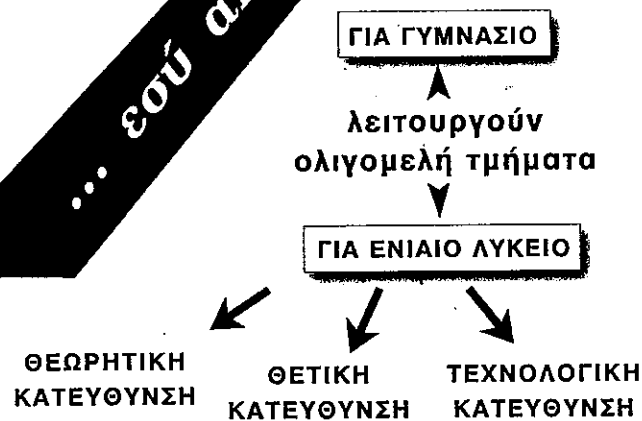 ... εσύ
ΓΙΑ ΓΥΜΝΑΣΙΟ
λειτουργούν
ολιγομελή τμήματα
ΓΙΑ ΕΝΙΑΙΟ ΛΥΚΕΙΟ
ΘΕΩΡΗΤΙΚΗ
ΚΑΤΕΥΘΥΝΣΗ
ΘΕΤΙΚΗ
ΚΑΤΕΥΘΥΝΣΗ
ΤΕΧΝΟΛΟΓΙΚΗ
ΚΑΤΕΥΘΥΝΣΗ